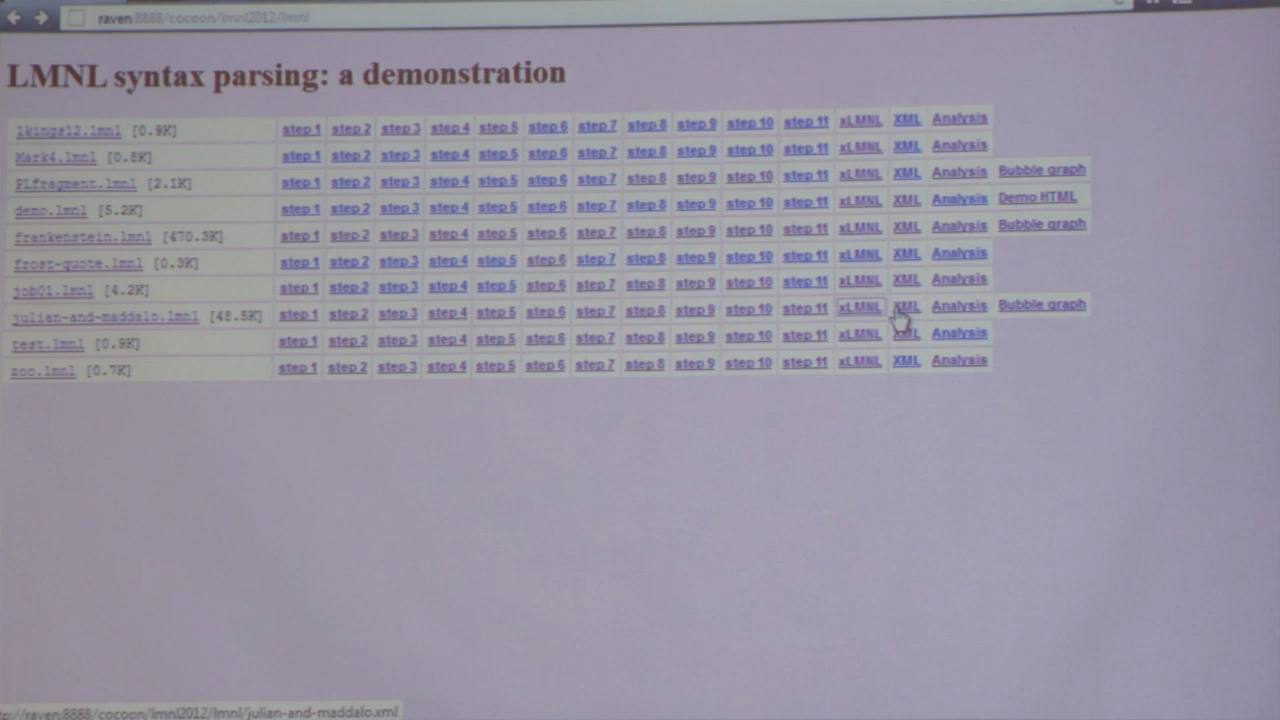 raven:8888/cocoon/lmnl2012/lmnl
LMNL syntax parsing: a demonstration
1kings12.lmnl [0.9K] step 1 step 2 step 3 step 4 step 5 step 6 step 7 step 8 step 9 step 10 step 11 xLMNL XML Analysis
Mark4.lmnl [0.8K] step 1 step 2 step 3 step 4 step 5 step 6 step 7 step 8 step 9 step 10 step 11 xLMNL XML Analysis
PLfragment.lmnl [2.1K] step 1 step 2 step 3 step 4 step 5 step 6 step 7 step 8 step 9 step 10 step 11 xLMNL XML Analysis Bubble graph
demo.lmnl [5.2K] step 1 step 2 step 3 step 4 step 5 step 6 step 7 step 8 step 9 step 10 step 11 xLMNL XML Analysis Demo HTML
frankenstein.lmnl [470.3K] step 1 step 2 step 3 step 4 step 5 step 6 step 7 step 8 step 9 step 10 step 11 xLMNL XML Analysis Bubble graph
frost-quote.lmnl [0.3K] step 1 step 2 step 3 step 4 step 5 step 6 step 7 step 8 step 9 step 10 step 11 xLMNL XML Analysis
job01.lmnl [4.2K] step 1 step 2 step 3 step 4 step 5 step 6 step 7 step 8 step 9 step 10 step 11 xLMNL XML Analysis
julian-and-maddalo.lmnl [48.5K] step 1 step 2 step 3 step 4 step 5 step 6 step 7 step 8 step 9 step 10 step 11 xLMNL XML Analysis Bubble graph
test.lmnl [0.9K] step 1 step 2 step 3 step 4 step 5 step 6 step 7 step 8 step 9 step 10 step 11 xLMNL XML Analysis
zoo.lmnl [0.7K] step 1 step 2 step 3 step 4 step 5 step 6 step 7 step 8 step 9 step 10 step 11 xLMNL XML Analysis
tp://raven:8888/cocoon/lmnl2012/lmnl/julian-and-maddalo.xml